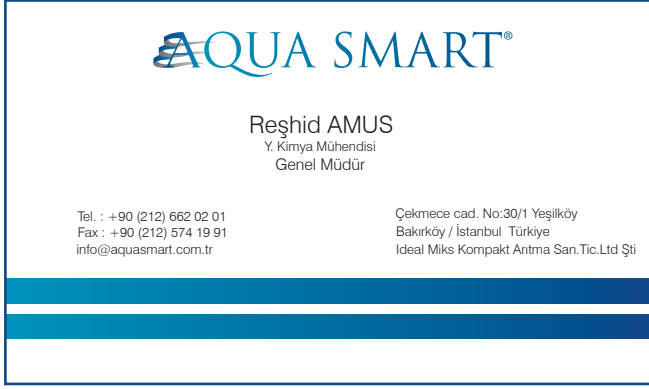 AQUA SMART®
Reşhid AMUS
Y. Kimya Mühendisi
Genel Müdür
Tel. : +90 (212) 662 02 01
Fax : +90 (212) 574 19 91
info@aquasmart.com.tr
Çekmece cad. No:30/1 Yeşilköy
Bakırköy / İstanbul Türkiye
Ideal Miks Kompakt Arıtma San.Tic.Ltd Şti